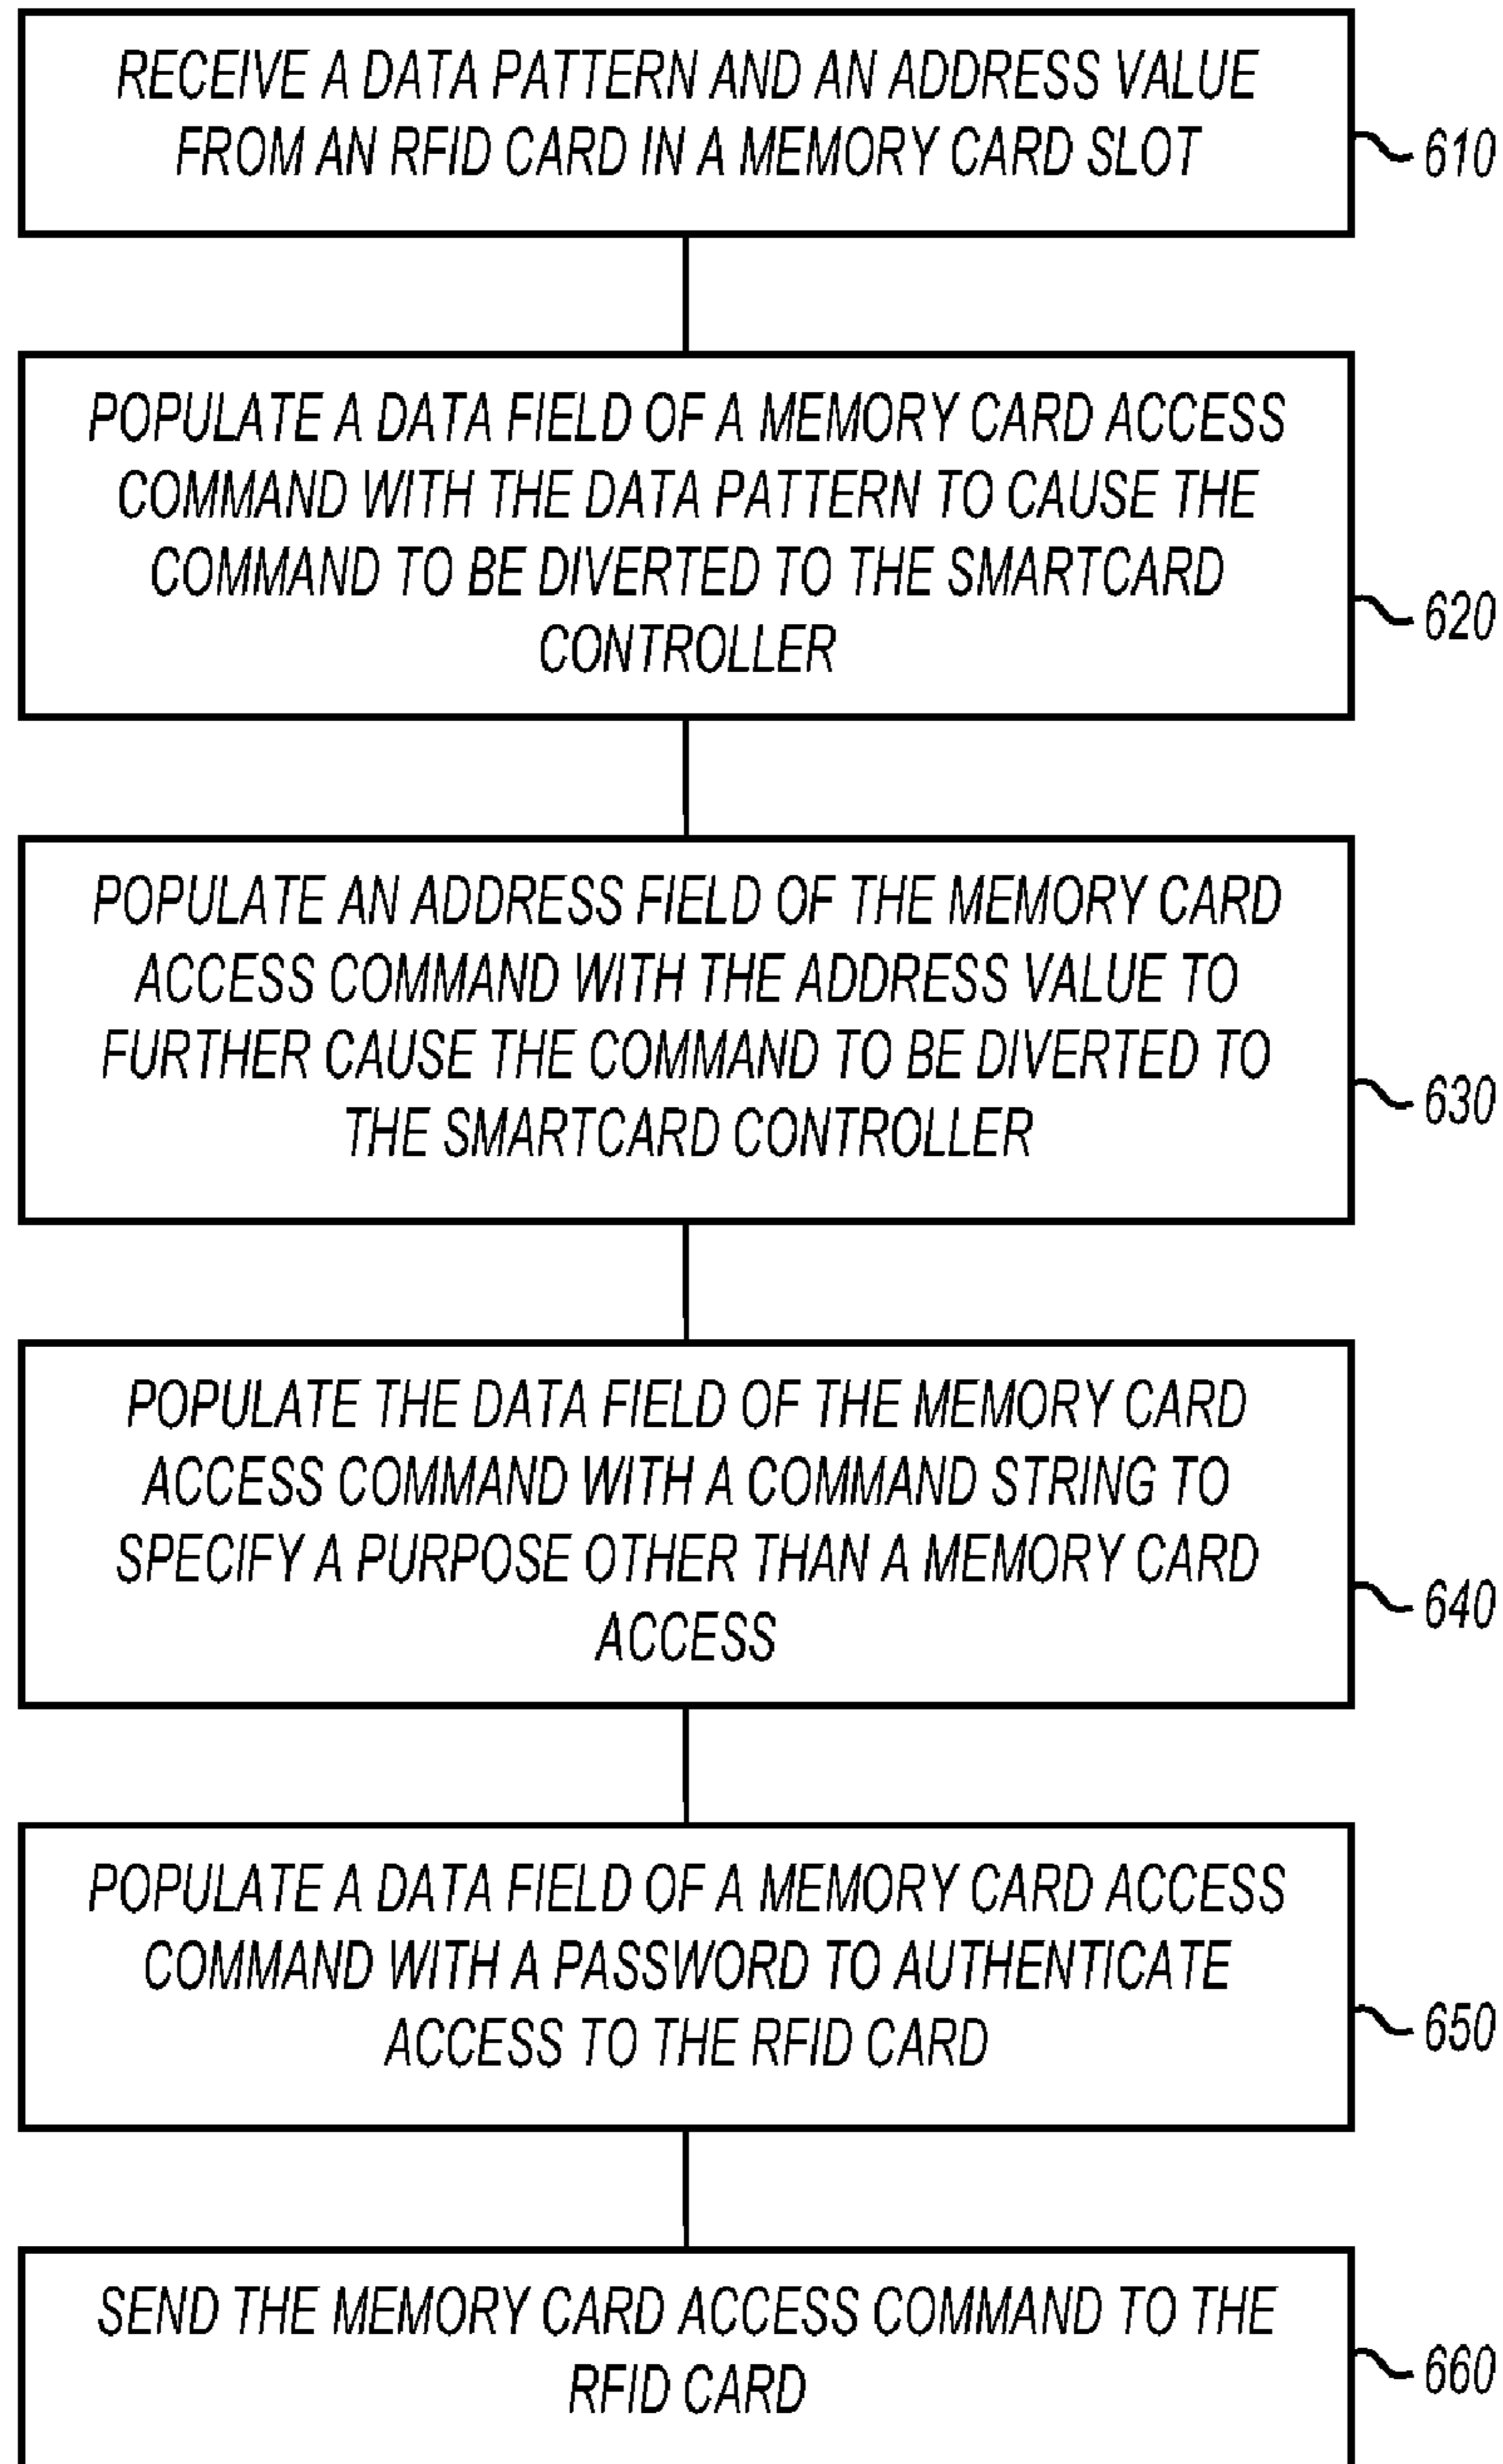 RECEIVE A DATA PATTERN AND AN ADDRESS VALUE
FROM AN RFID CARD IN A MEMORY CARD SLOT
610
POPULATE A DATA FIELD OF A MEMORY CARD ACCESS
COMMAND WITH THE DATA PATTERN TO CAUSE THE
COMMAND TO BE DIVERTED TO THE SMARTCARD
CONTROLLER
620
POPULATE AN ADDRESS FIELD OF THE MEMORY CARD
ACCESS COMMAND WITH THE ADDRESS VALUE TO
FURTHER CAUSE THE COMMAND TO BE DIVERTED TO
THE SMARTCARD CONTROLLER
630
POPULATE THE DATA FIELD OF THE MEMORY CARD
ACCESS COMMAND WITH A COMMAND STRING TO
SPECIFY A PURPOSE OTHER THAN A MEMORY CARD
ACCESS
640
POPULATE A DATA FIELD OF A MEMORY CARD ACCESS
COMMAND WITH A PASSWORD TO AUTHENTICATE
ACCESS TO THE RFID CARD
650
SEND THE MEMORY CARD ACCESS COMMAND TO THE
RFID CARD
660